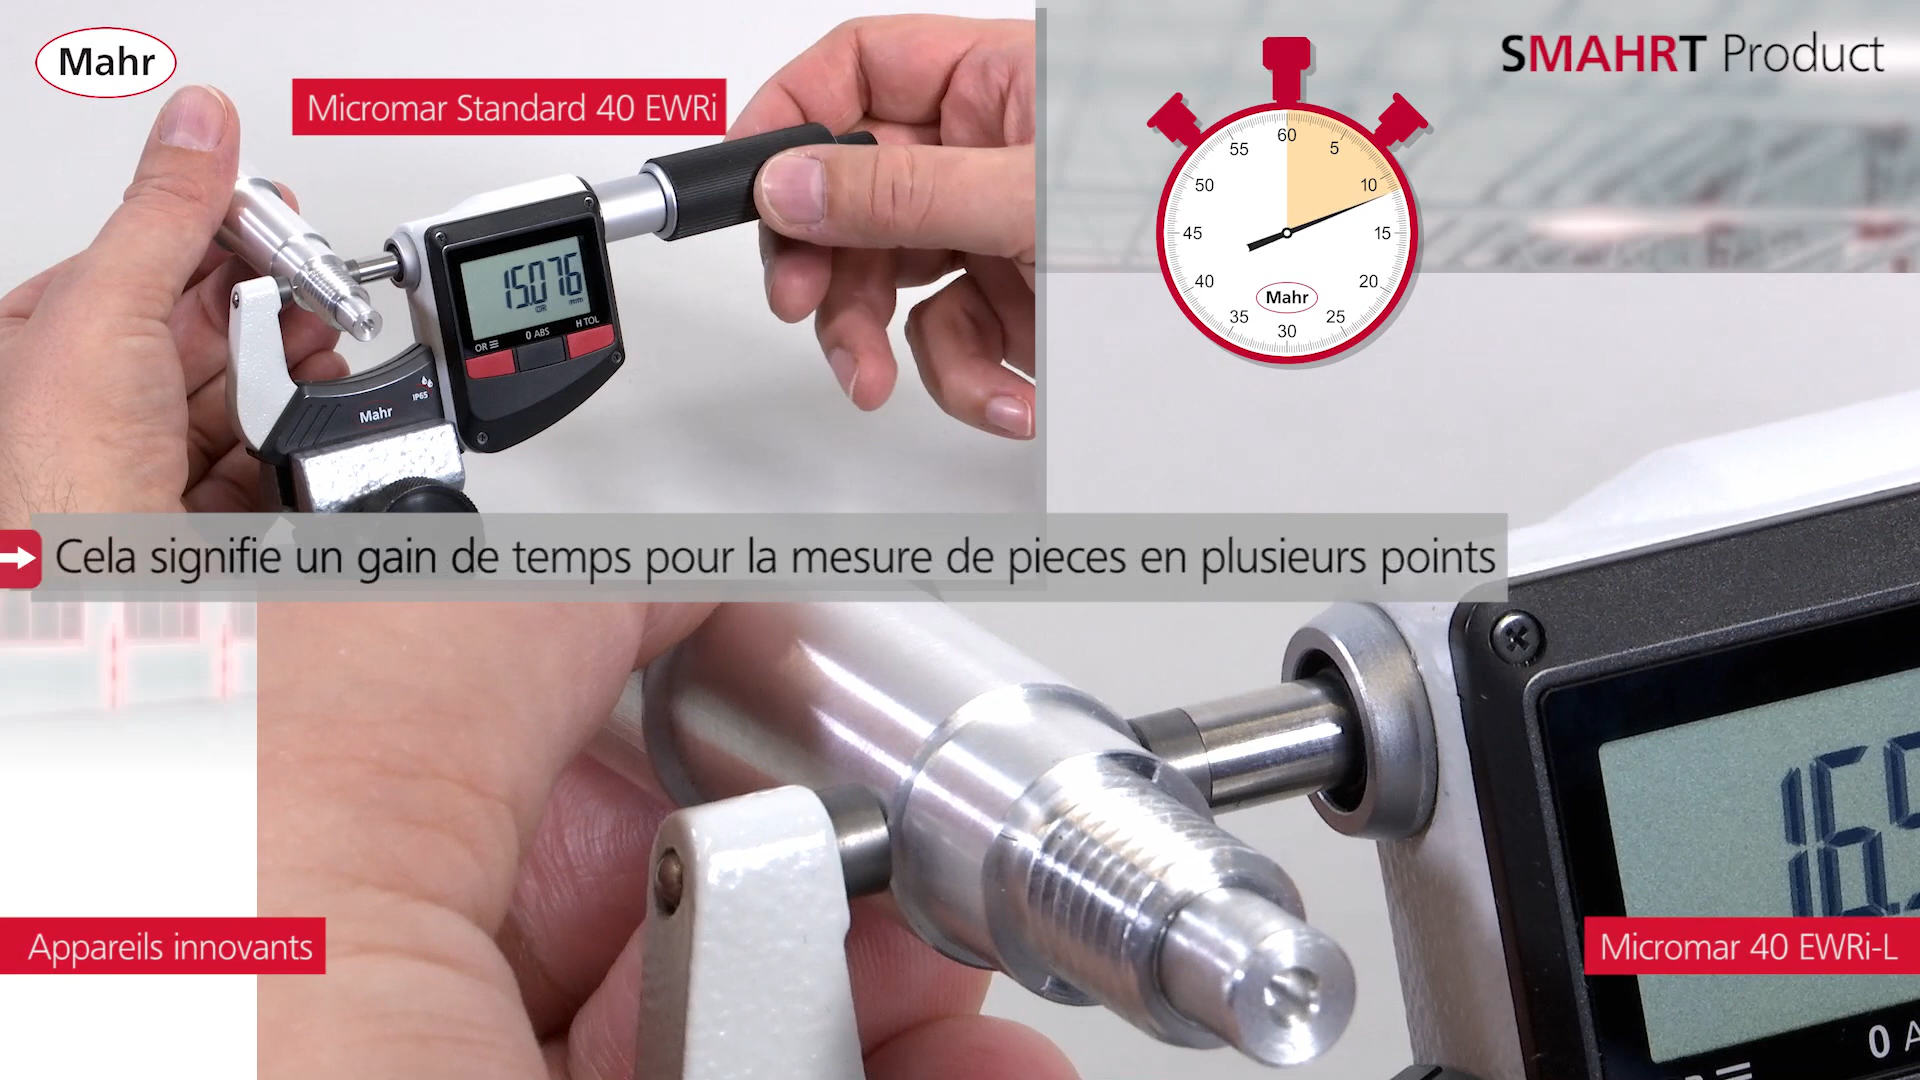 Mahr
Micromar Standard 40 EWRi
SMAHRT Product
60
5
10
15
20
25
30
35
40
45
50
55
Mahr
15.076
mm
OR
0 ABS
H TOL
IP65
Mahr
Cela signifie un gain de temps pour la mesure de pieces en plusieurs points
Appareils innovants
Micromar 40 EWRi-L
0 A